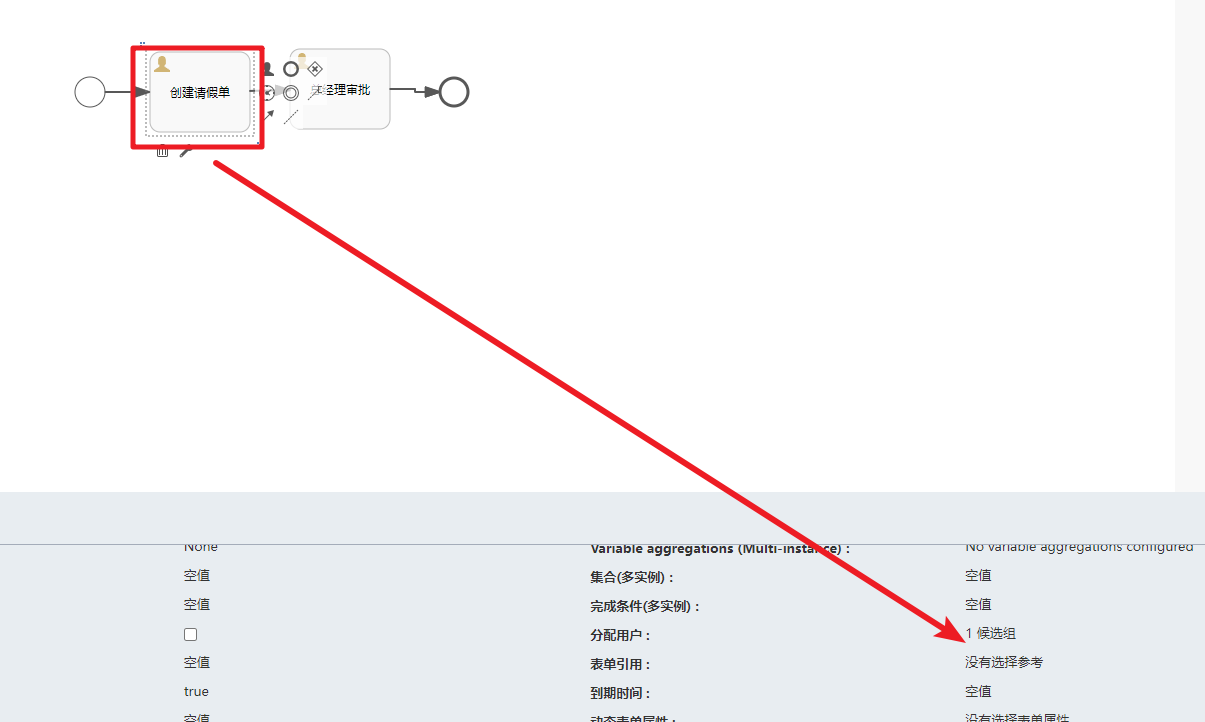 创建请假单
经理审批
None
Variable aggregations (Multi-instance) :
No variable aggregations configured
空值
集合(多实例) :
空值
空值
完成条件(多实例) :
空值
分配用户 :
1 候选组
空值
表单引用 :
没有选择参考
true
到期时间 :
空值
空值
动态表单属性 :
没有选择表单属性